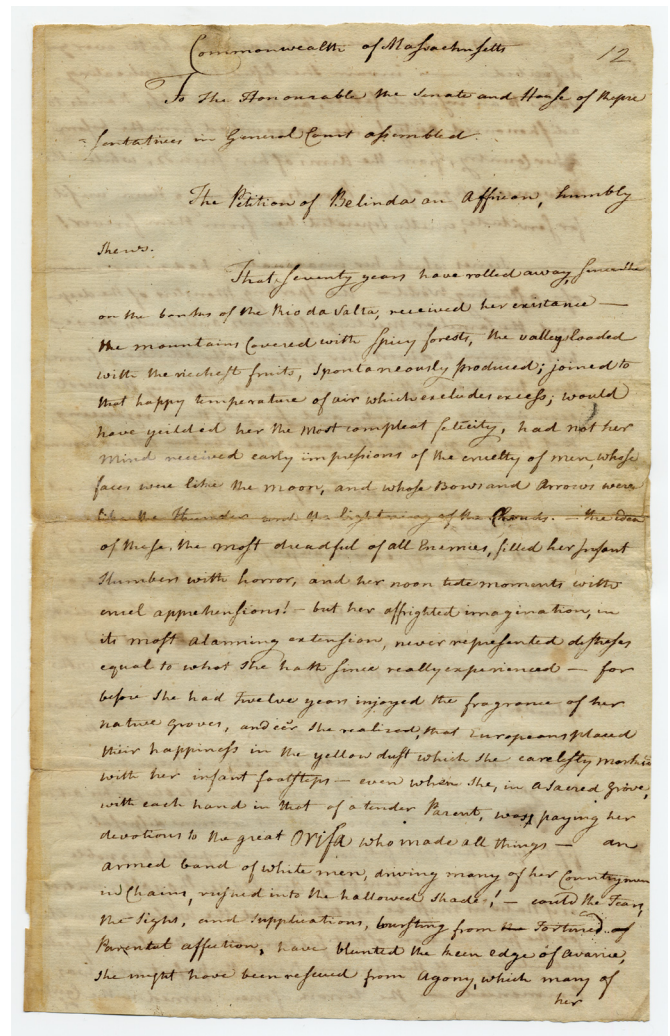 Commonwealth of Massachusetts
12
To The Honourable the Senate and House of Repre
=sentatives in General Court assembled.
The Petition of Belinda an Affrican, humbly
shews.
That seventy years have rolled away, since she
on the banks of the Rio da Valta, received her existance —
the mountains Covered with spicy forests, the valleys loaded
with the richest fruits, spontaneously produced; joined to
that happy temperature of air which excludes excess; would
have yeilded her the most compleat felicity, had not her
mind received early impressions of the cruelty of men, whose
faces were like the moon, and whose Bows and Arrows were
like the thunder and the lightning of the Clouds. — the idea
of these, the most dreadful of all Enemies, filled her infant
slumbers with horror, and her noon tide moments with
cruel apprehensions! — but her affrighted imagination, in
its most alarming extension, never represented distresses
equal to what she hath since really experienced — for
before she had Twelve years injoyed the fragrance of her
native groves, and e'er she realized, that Europeans placed
their happiness in the yellow dust which she carelessly marked
with her infant footsteps — even when she, in a sacred grove,
with each hand in that of a tender Parent, was paying her
devotions to the great Orisa who made all things — an
armed band of white men, driving many of her Countrymen
in Chains, rushed into the hallowed shade! — could the Tears,
the sighs, and supplications, bursting from the Tortured of
Parental affection, have blunted the keen edge of avarice,
she might have been rescued from Agony, which many of
her